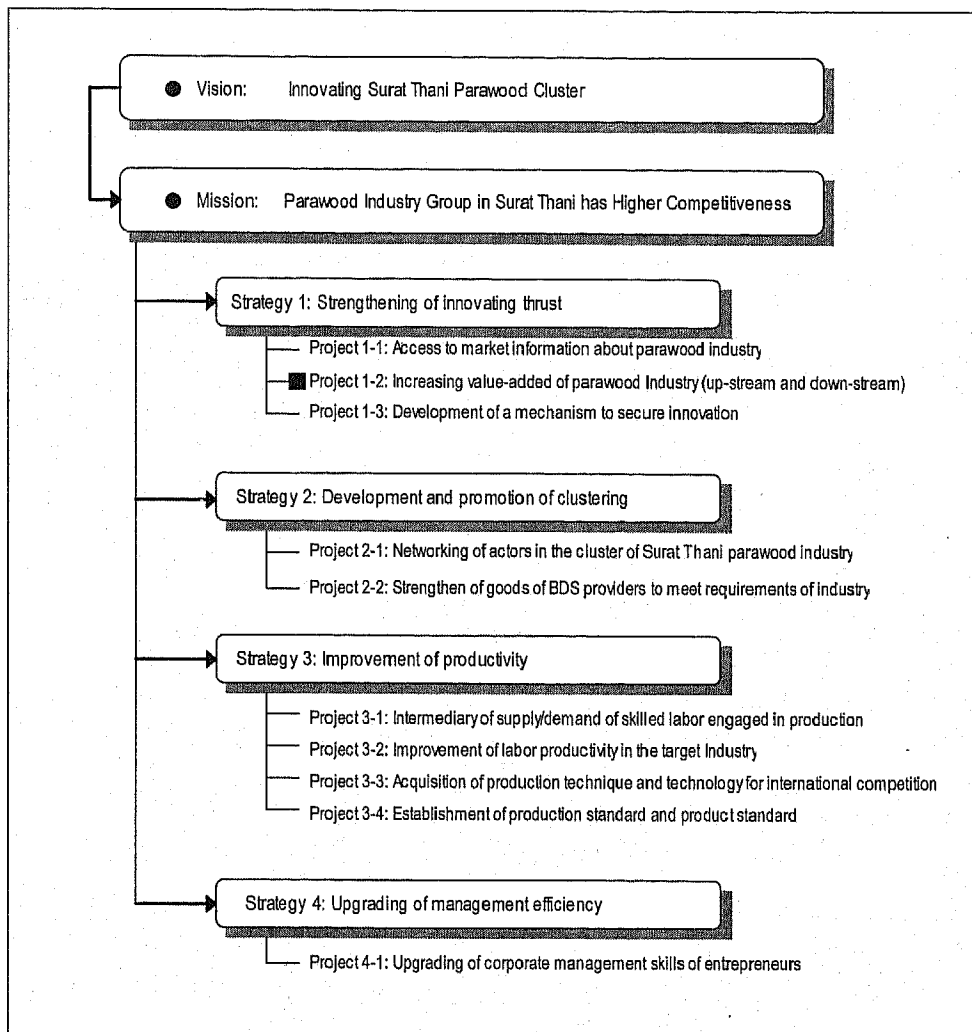 Vision: Innovating Surat Thani Parawood Cluster
Mission: Parawood Industry Group in Surat Thani has Higher Competitiveness
Strategy 1: Strengthening of innovating thrust
Project 1-1: Access to market information about parawood industry
Project 1-2: Increasing value-added of parawood Industry (up-stream and down-stream)
Project 1-3: Development of a mechanism to secure innovation
Strategy 2: Development and promotion of clustering
Project 2-1: Networking of actors in the cluster of Surat Thani parawood industry
Project 2-2: Strengthen of goods of BDS providers to meet requirements of industry
Strategy 3: Improvement of productivity
Project 3-1: Intermediary of supply/demand of skilled labor engaged in production
Project 3-2: Improvement of labor productivity in the target Industry
Project 3-3: Acquisition of production technique and technology for international competition
Project 3-4: Establishment of production standard and product standard
Strategy 4: Upgrading of management efficiency
Project 4-1: Upgrading of corporate management skills of entrepreneurs